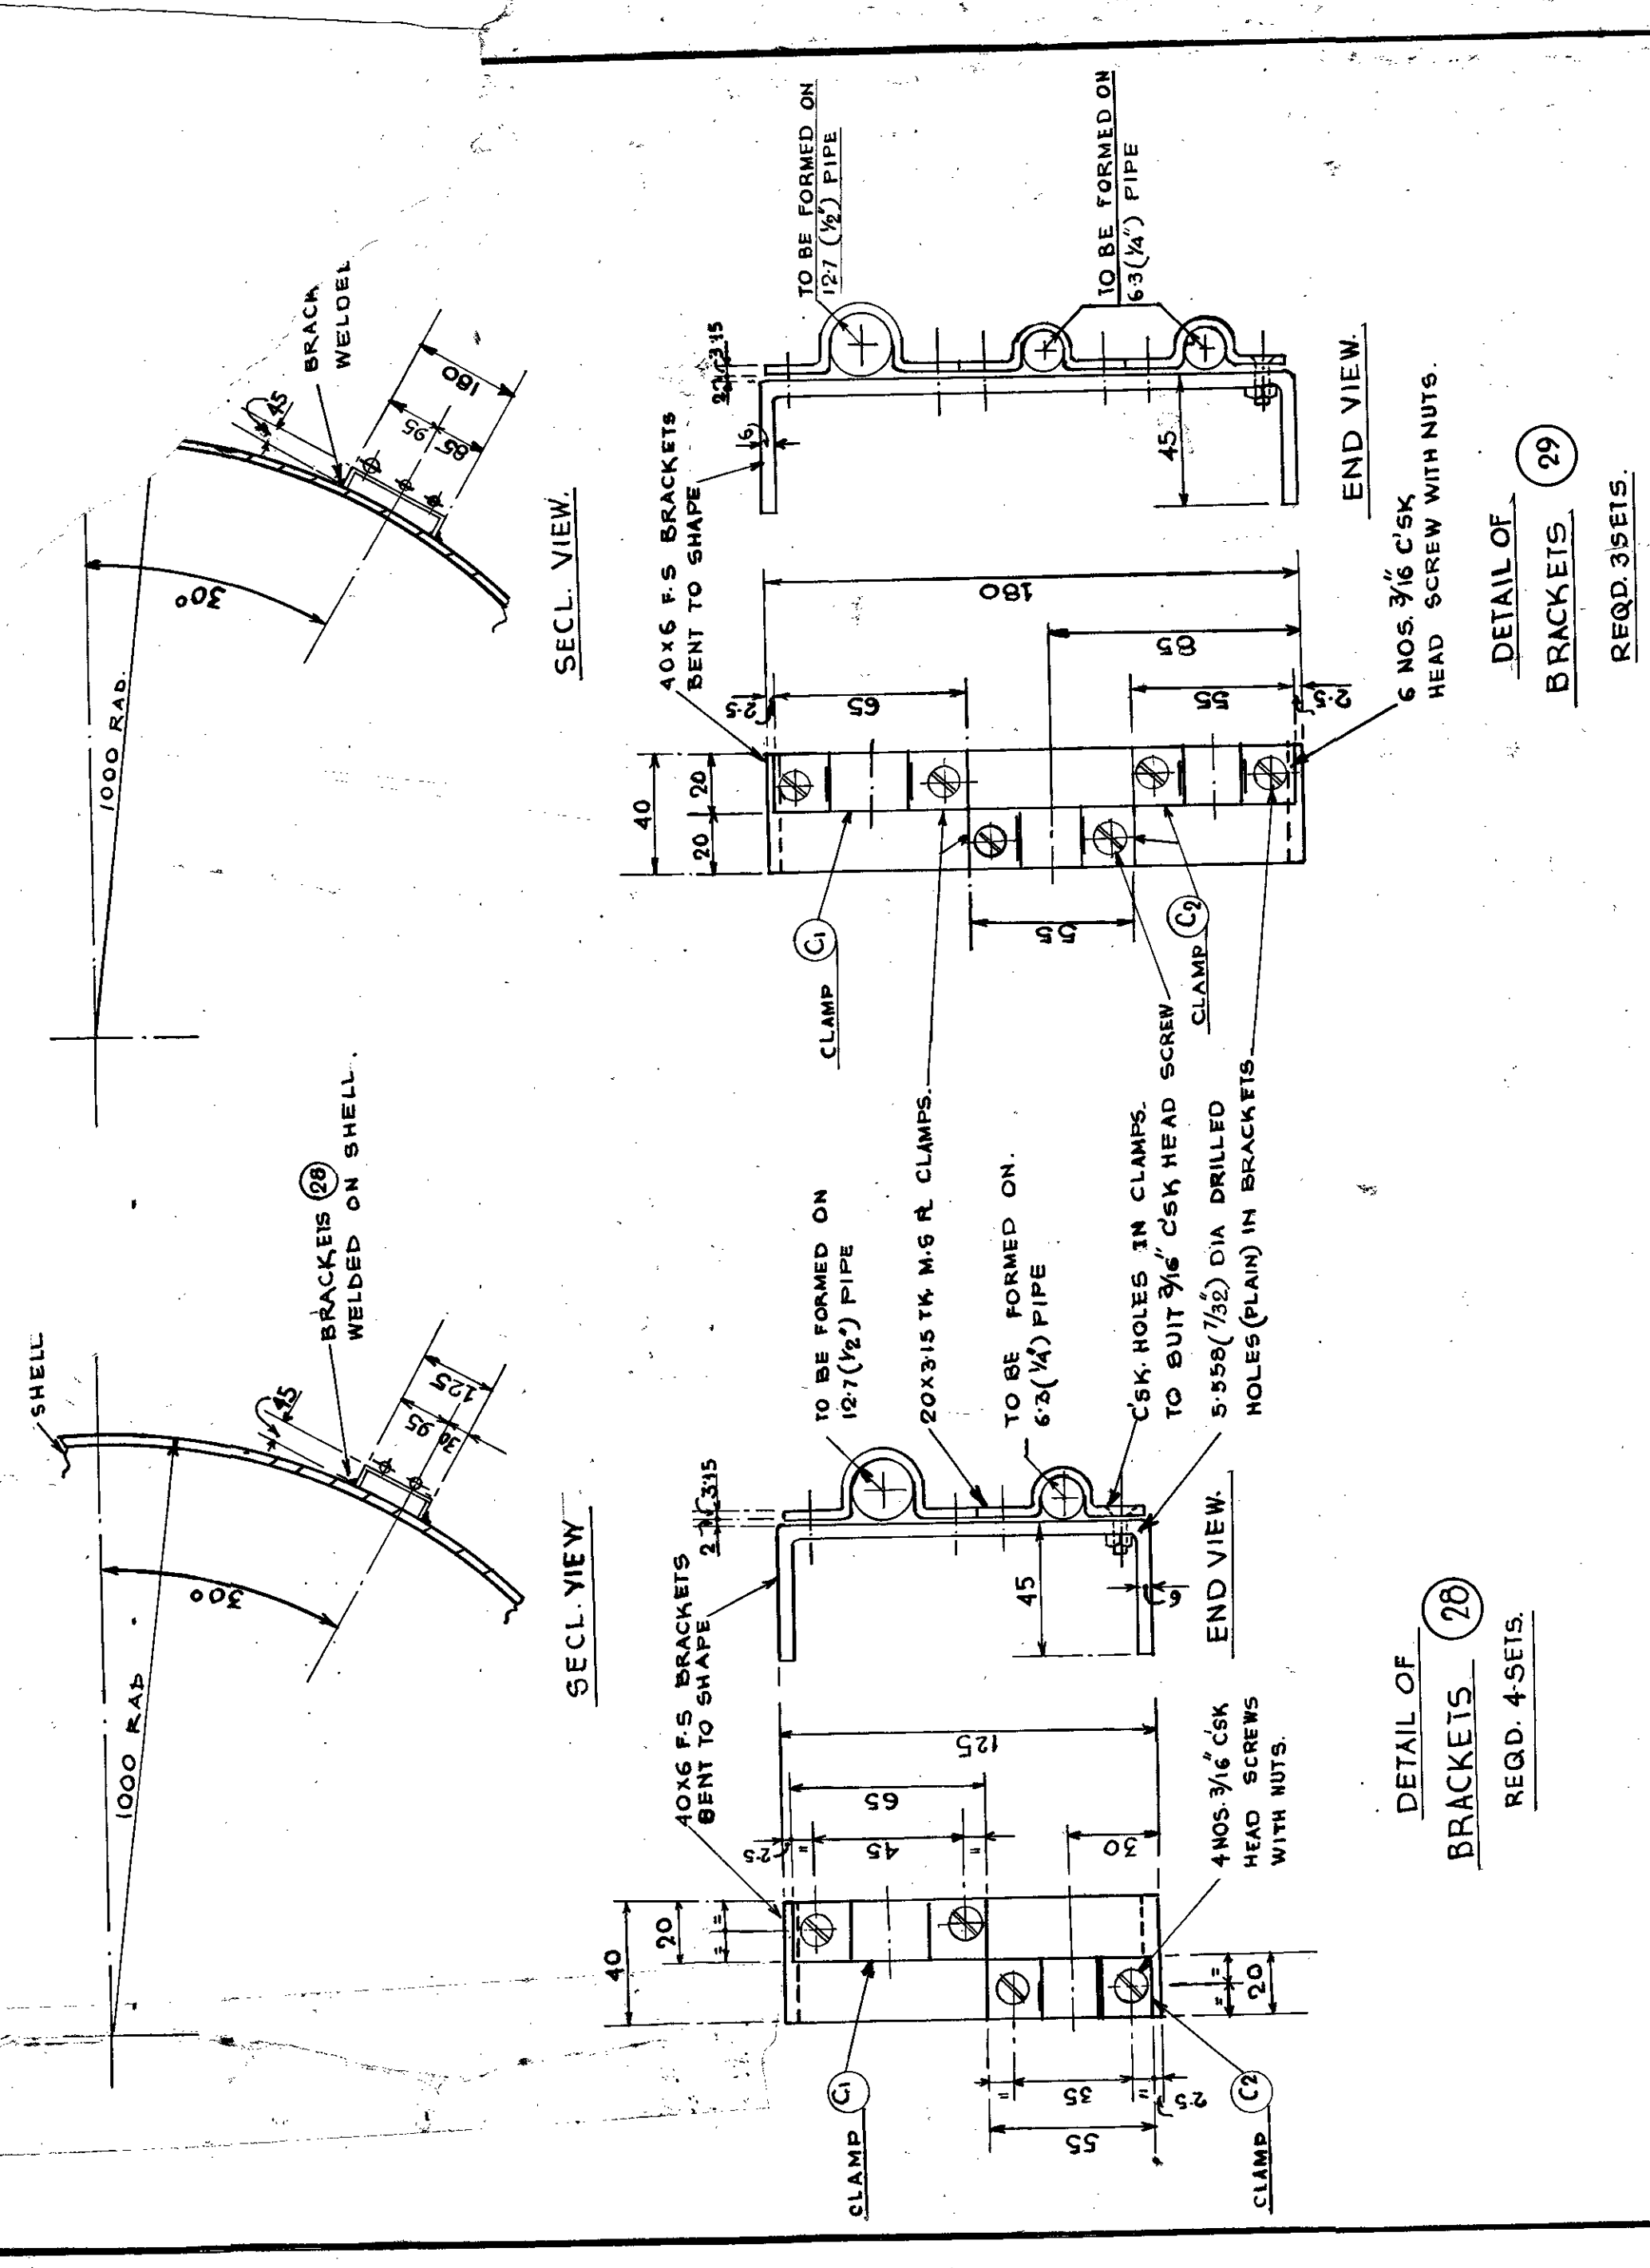 SHELL
1000 RAD
30°
BRACKETS 28
WELDED ON SHELL.
45
95
30
125
SECL. VIEW
1000 RAD.
30°
BRACK
WELDED
45
95
85
180
SECL. VIEW.
40X6 F.S BRACKETS
BENT TO SHAPE
2
3.15
TO BE FORMED ON
12.7 (1/2") PIPE
20X3.15 TK. M.S CLAMPS.
TO BE FORMED ON.
6.3 (1/4") PIPE
C'SK. HOLES IN CLAMPS.
TO SUIT 3/16" C'SK HEAD SCREW
5.558 (7/32") DIA DRILLED
HOLES (PLAIN) IN BRACKETS
45
6
END VIEW.
40
20
= =
2.5
= 45 =
65
125
30
CLAMP C1
= 35 =
2.5
55
= =
20
CLAMP C2
4 NOS. 3/16" C'SK
HEAD SCREWS
WITH NUTS.
DETAIL OF
BRACKETS 28
REQD. 4-SETS.
40X6 F.S BRACKETS
BENT TO SHAPE
2
3.15
6
TO BE FORMED ON
12.7 (1/2") PIPE
TO BE FORMED ON
6.3 (1/4") PIPE
45
END VIEW.
40
20 20
2.5
65
180
85
55
2.5
55
CLAMP C1
CLAMP C2
6 NOS. 3/16" C'SK
HEAD SCREW WITH NUTS.
DETAIL OF
BRACKETS 29
REQD. 3 SETS.